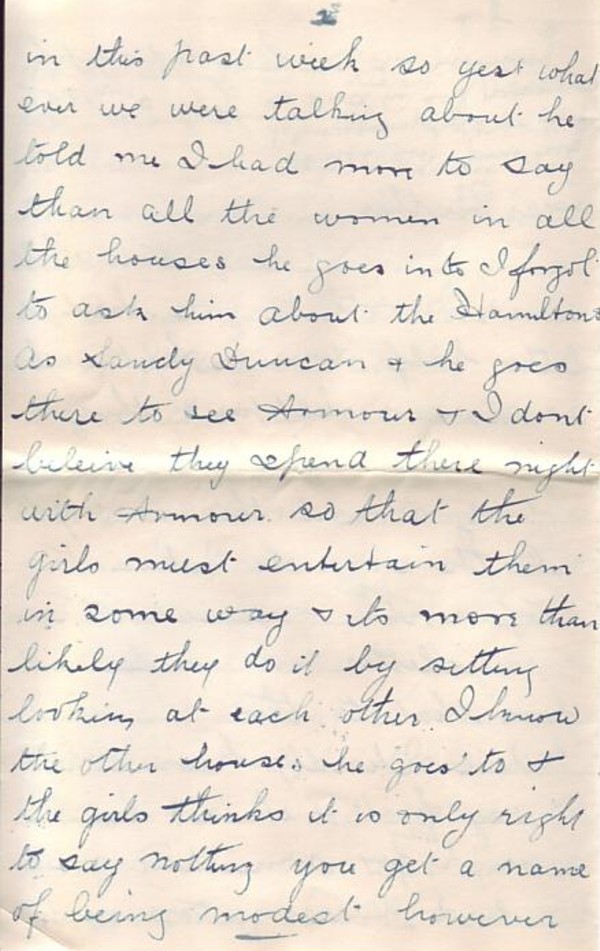 2
in this past week so yest what
ever we were talking about he
told me I had more to say
than all the women in all
the houses he goes into I forgot
to ask him about the Hamiltons
as Sandy Duncan & he goes
there to see Armour & I dont
beleive they spend there night
with Armour so that the
girls must entertain them
in some way & its more than
likely they do it by sitting
looking at each other. I know
the other houses he goes to &
the girls thinks it is only right
to say nothing you get a name
of being modest however